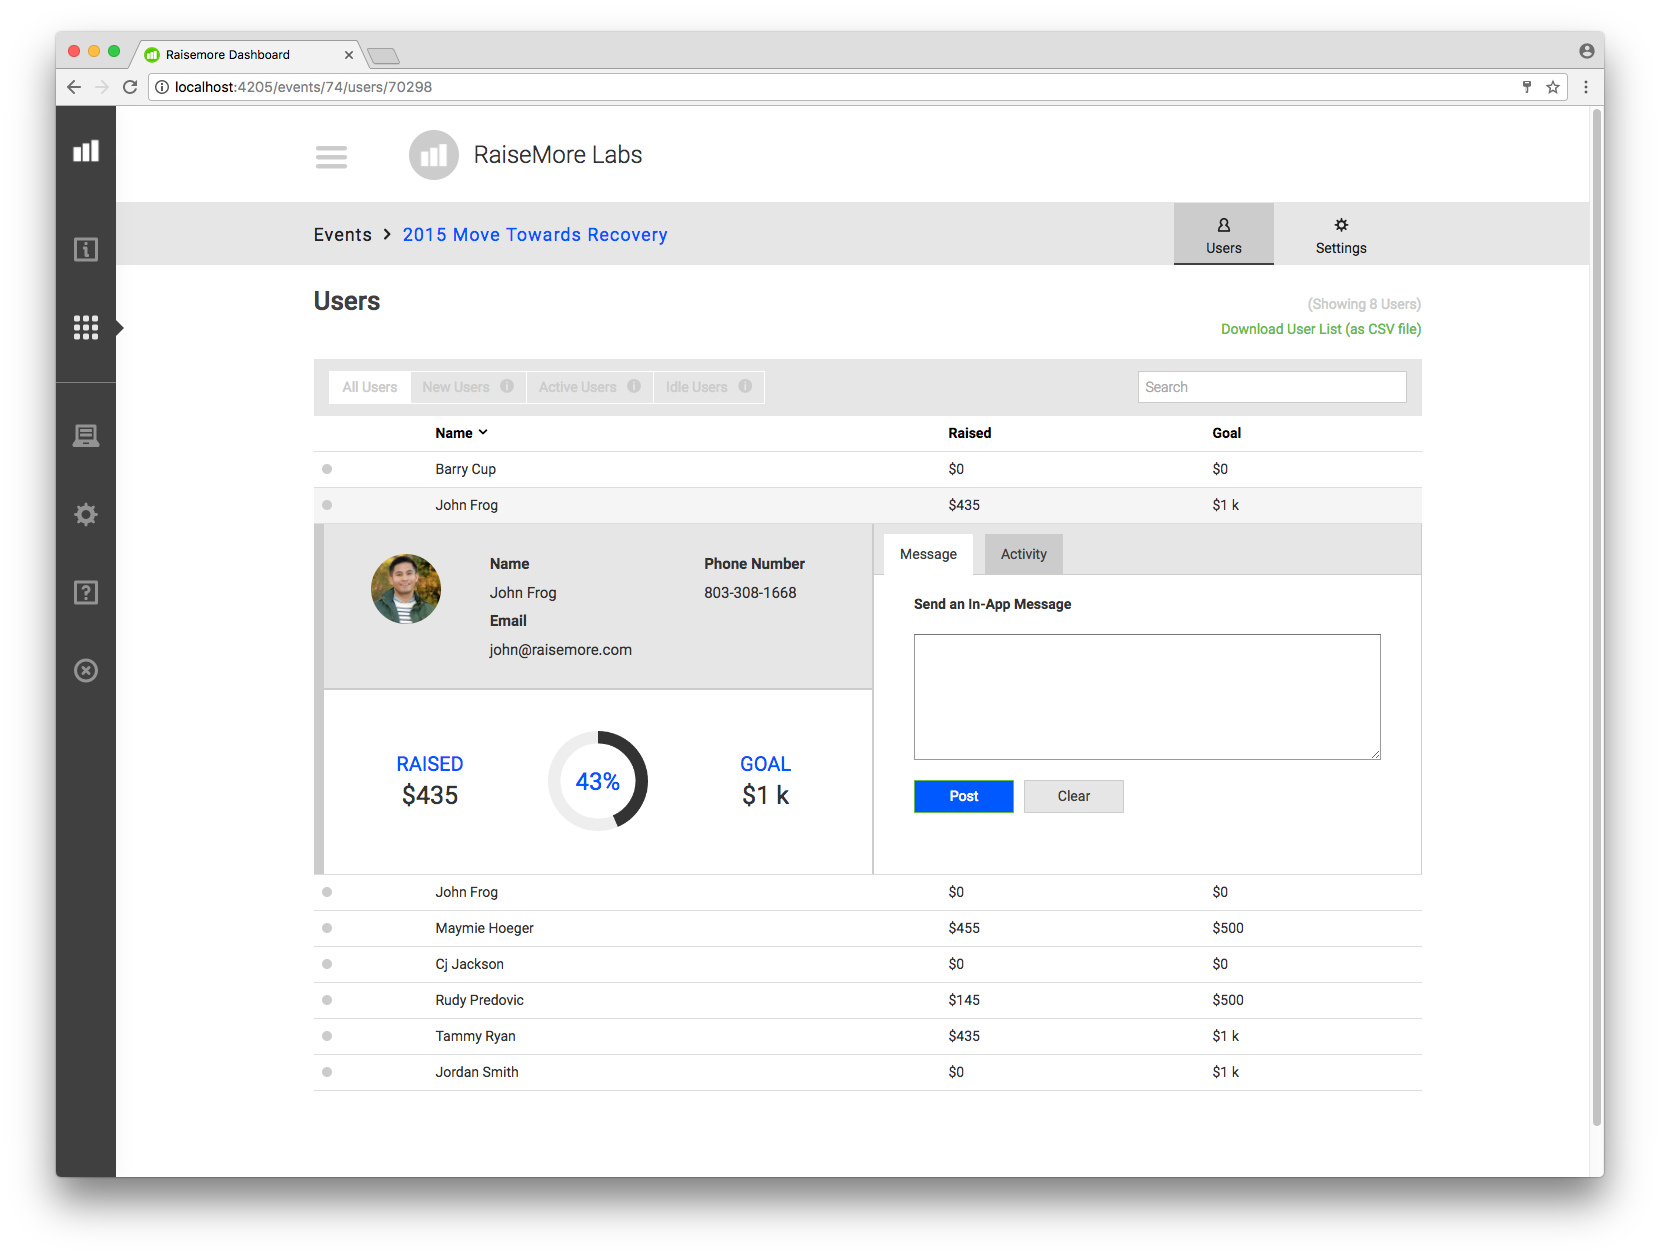 Raisemore Dashboard
localhost:4205/events/74/users/70298
RaiseMore Labs
Events > 2015 Move Towards Recovery
Users
Settings
Users
(Showing 8 Users)
Download User List (as CSV file)
All Users
New Users
Active Users
Idle Users
Search
Name Raised Goal
Barry Cup $0 $0
John Frog $435 $1 k
Name
John Frog
Email
john@raisemore.com
Phone Number
803-308-1668
RAISED
$435
43%
GOAL
$1 k
Message
Activity
Send an In-App Message
Post
Clear
John Frog $0 $0
Maymie Hoeger $455 $500
Cj Jackson $0 $0
Rudy Predovic $145 $500
Tammy Ryan $435 $1 k
Jordan Smith $0 $1 k